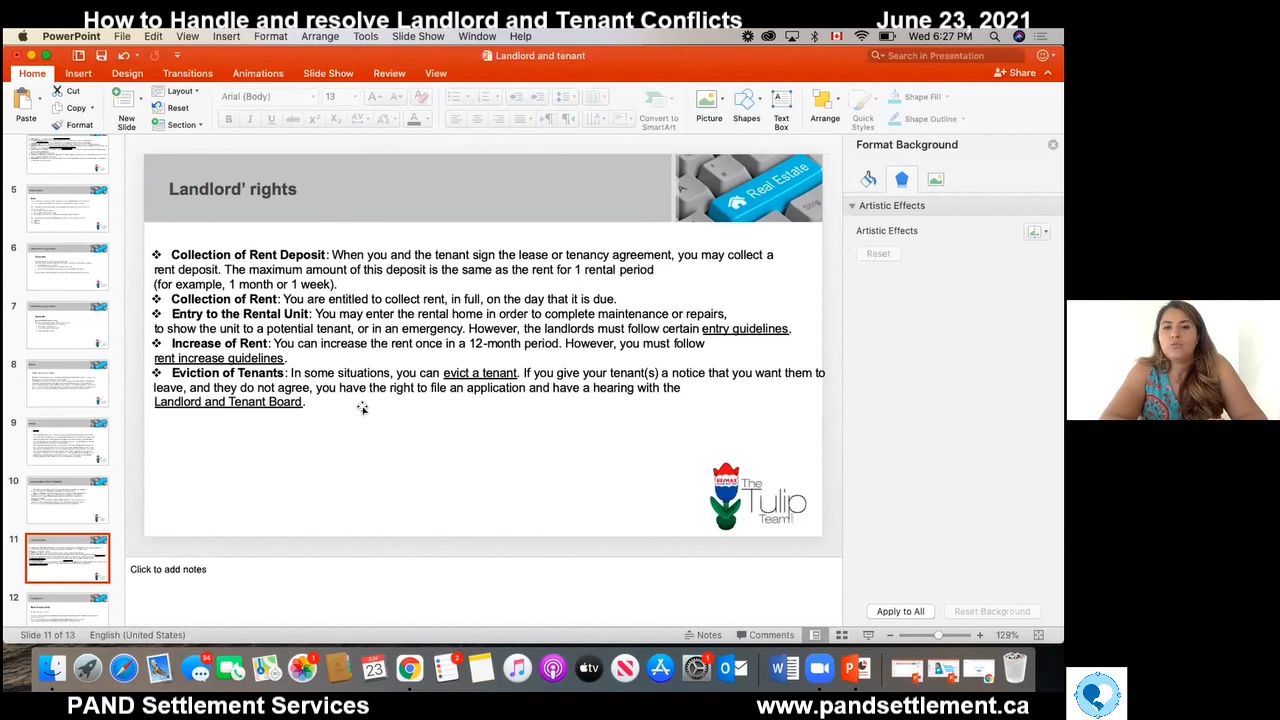 How to Handle and resolve Landlord and Tenant Conflicts
June 23, 2021
PowerPoint File Edit View Insert Format Arrange Tools Slide Show Window Help
Wed 6:27 PM
Landlord and tenant
Search in Presentation
Home Insert Design Transitions Animations Slide Show Review View
Share
Paste
Cut
Copy
Format
New Slide
Layout
Reset
Section
Arial (Body)
13
Convert to SmartArt
Picture
Shapes
Text Box
Arrange
Quick Styles
Shape Fill
Shape Outline
Format Background
Artistic Effects
Artistic Effects
Reset
5
6
7
8
9
10
11
12
Landlord' rights
Real Estate
Collection of Rent Deposit: When you and the tenant sign the lease or tenancy agreement, you may collect a
rent deposit. The maximum amount of this deposit is the same as the rent for 1 rental period
(for example, 1 month or 1 week).
Collection of Rent: You are entitled to collect rent, in full, on the day that it is due.
Entry to the Rental Unit: You may enter the rental home in order to complete maintenance or repairs,
to show the unit to a potential tenant, or in an emergency. However, the landlords must follow certain entry guidelines.
Increase of Rent: You can increase the rent once in a 12-month period. However, you must follow
rent increase guidelines.
Eviction of Tenants: In some situations, you can evict a tenant. If you give your tenant(s) a notice that you want them to
leave, and they do not agree, you have the right to file an application and have a hearing with the
Landlord and Tenant Board.
RE/MAX
The
Tulip
Team
Click to add notes
Apply to All
Reset Background
Slide 11 of 13
English (United States)
Notes
Comments
129%
34
1
JUN
23
2
tv
1
PAND Settlement Services
www.pandsettlement.ca